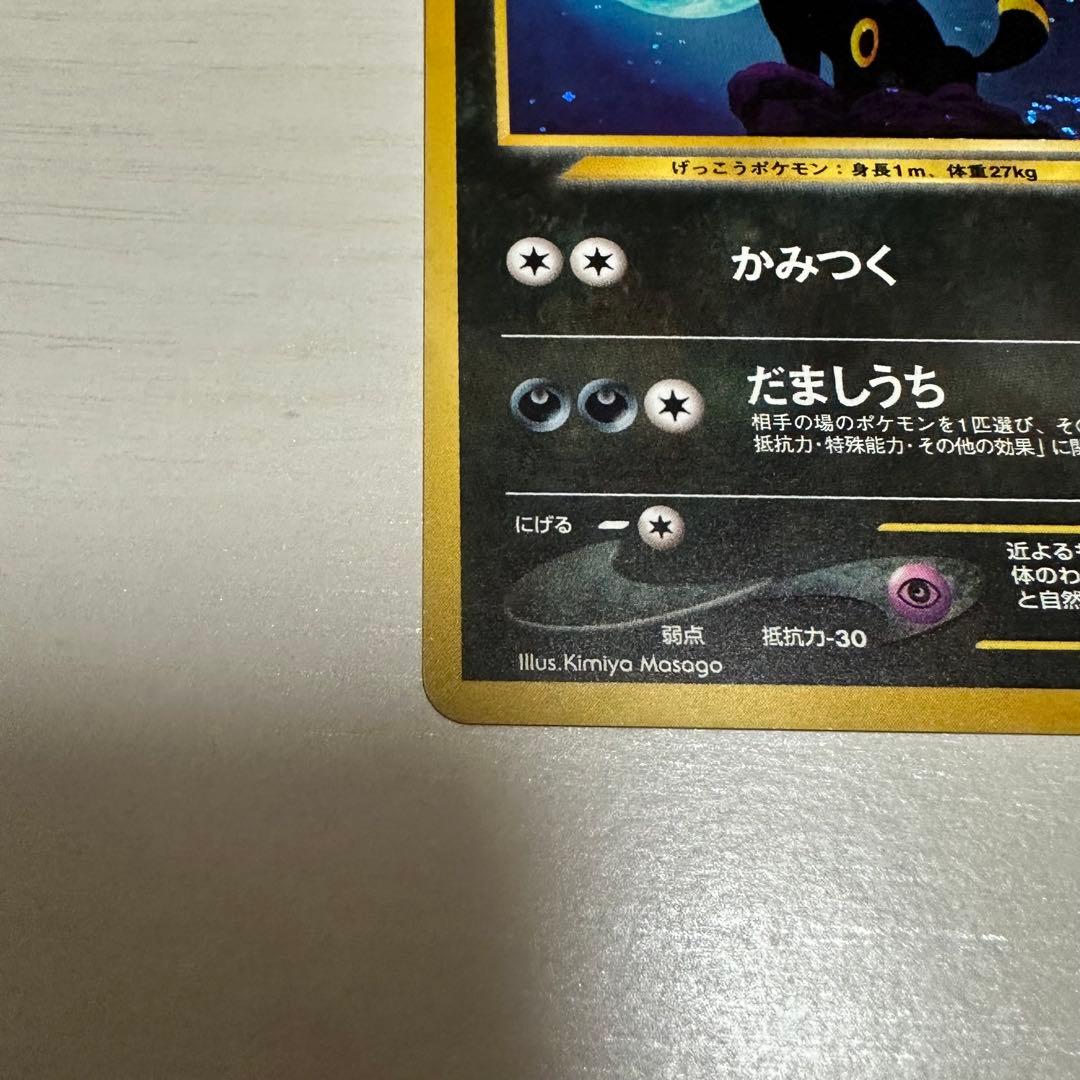 げっこうポケモン：身長1m、体重27kg
かみつく
だましうち
相手の場のポケモンを1匹選び、その
抵抗力・特殊能力・その他の効果」に関
にげる
近よる
体のわ
と自然
弱点 抵抗力-30
Illus.Kimiya Masago